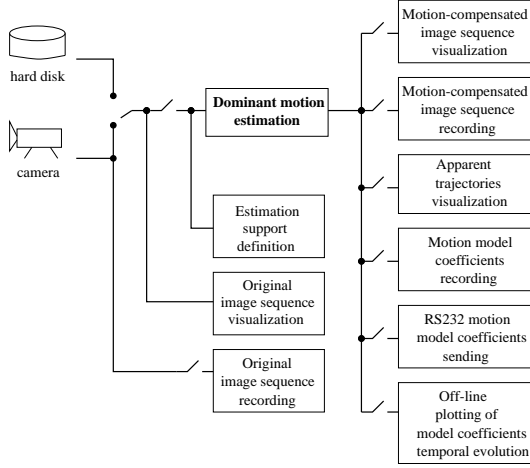 hard disk
camera
Dominant motion
estimation
Estimation
support
definition
Original
image sequence
visualization
Original
image sequence
recording
Motion-compensated
image sequence
visualization
Motion-compensated
image sequence
recording
Apparent
trajectories
visualization
Motion model
coefficients
recording
RS232 motion
model coefficients
sending
Off-line
plotting of
model coefficients
temporal evolution